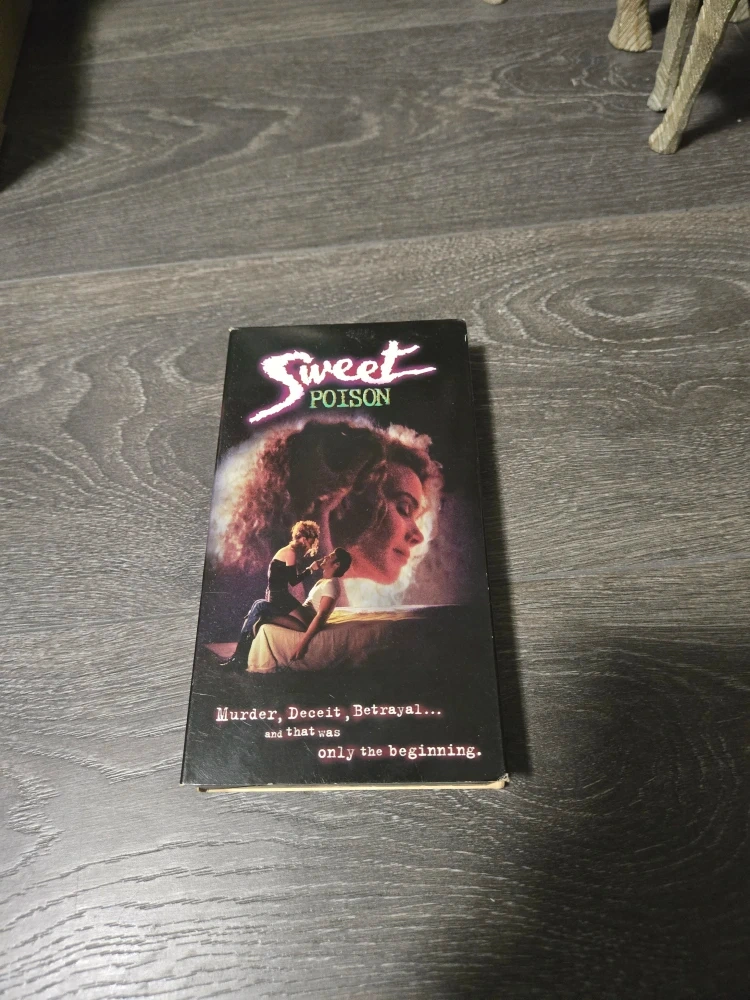 Sweet
POISON
Murder, Deceit, Betrayal...
and that was
only the beginning.